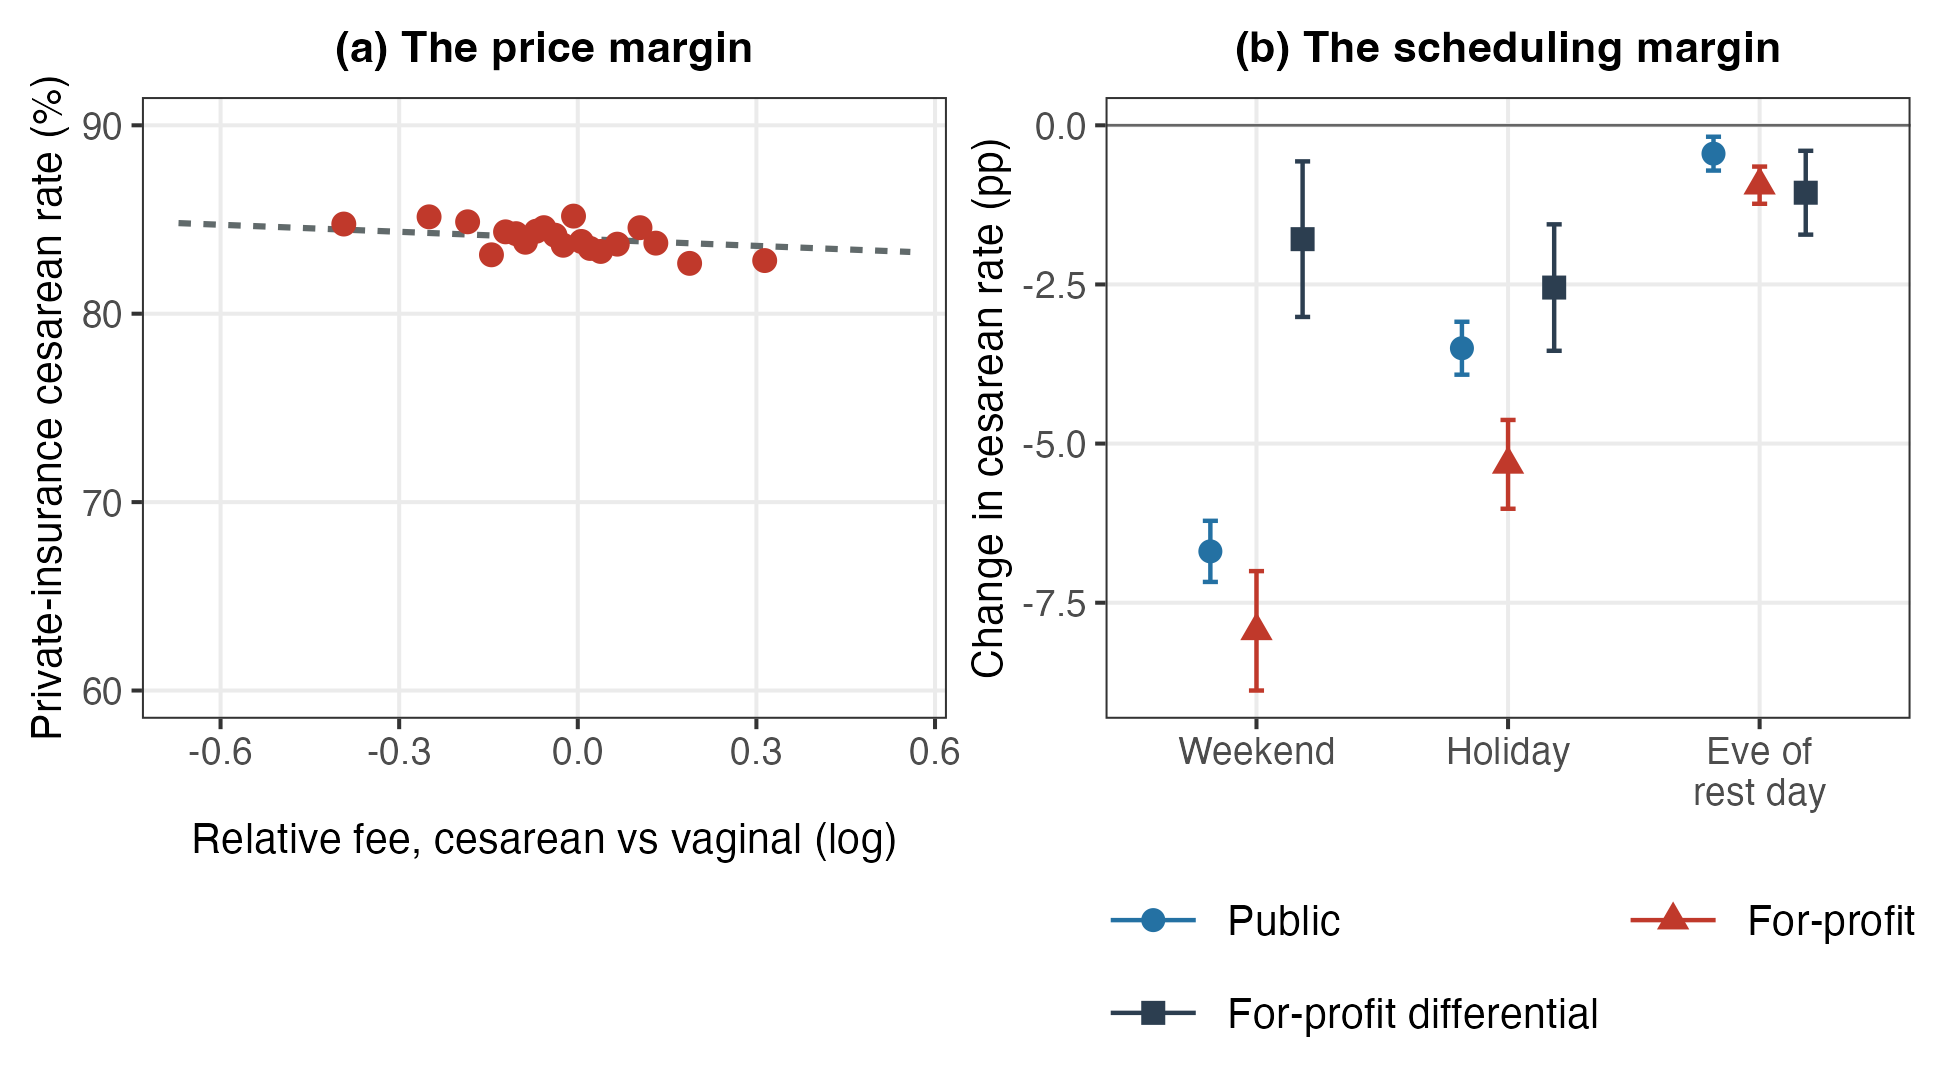 (a) The price margin
Private-insurance cesarean rate (%)
90
80
70
60
-0.6
-0.3
0.0
0.3
0.6
Relative fee, cesarean vs vaginal (log)
(b) The scheduling margin
Change in cesarean rate (pp)
0.0
-2.5
-5.0
-7.5
Weekend
Holiday
Eve of
rest day
Public
For-profit
For-profit differential